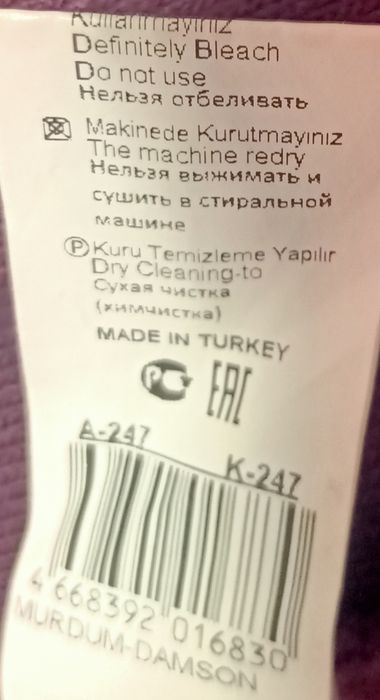 Kullanmayınız
Definitely Bleach
Do not use
Нельзя отбеливать
Makinede Kurutmayınız
The machine redry
Нельзя выжимать и
сушить в стиральной
машине
P Kuru Temizleme Yapılır
Dry Cleaning-to
Сухая чистка
(химчистка)
MADE IN TURKEY
РСТ EAC
A-247
K-247
4 668392 016830
MURDUM-DAMSON